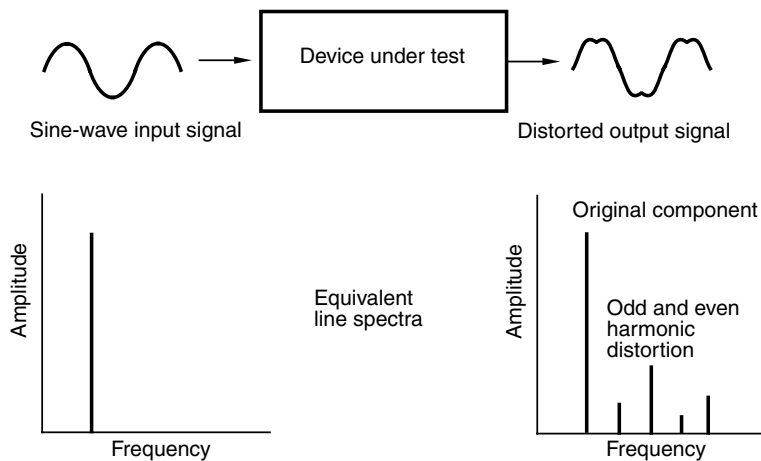 Device under test
Sine-wave input signal
Distorted output signal
Amplitude
Frequency
Equivalent
line spectra
Amplitude
Original component
Odd and even
harmonic
distortion
Frequency